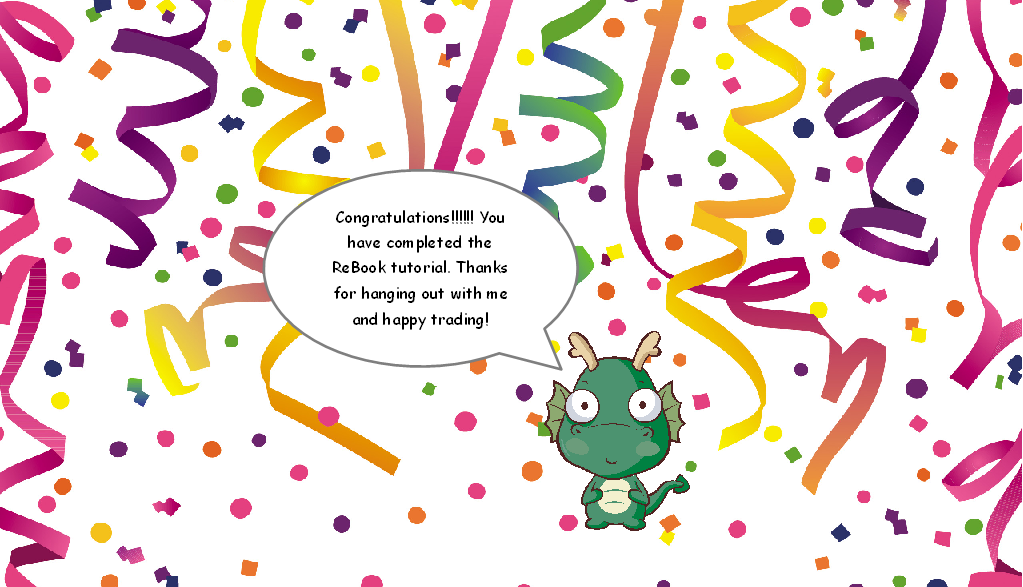 Congratulations!!!!!! You
have completed the
ReBook tutorial. Thanks
for hanging out with me
and happy trading!